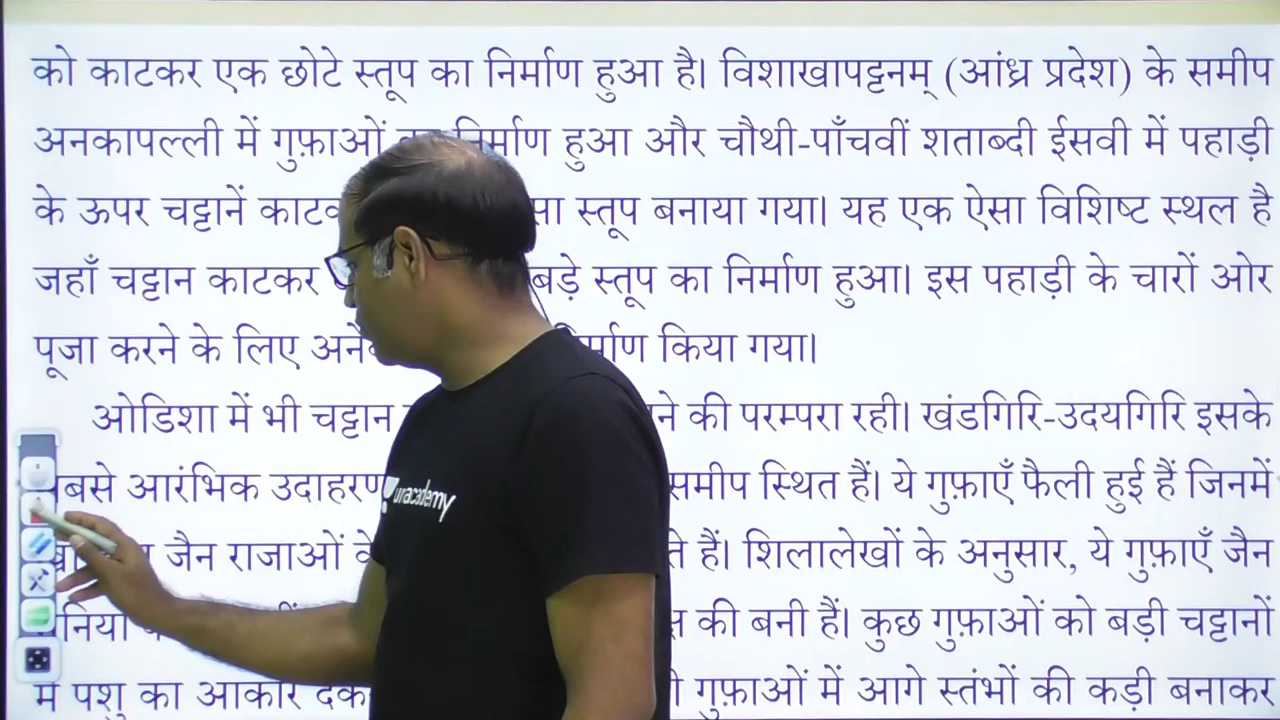 को काटकर एक छोटे स्तूप का निर्माण हुआ है। विशाखापट्टनम् (आंध्र प्रदेश) के समीप
अनकापल्ली में गुफ़ाओं निर्माण हुआ और चौथी-पाँचवीं शताब्दी ईसवी में पहाड़ी
के ऊपर चट्टानें स्तूप बनाया गया। यह एक ऐसा विशिष्ट स्थल है
जहाँ चट्टान काटकर बड़े स्तूप का निर्माण हुआ। इस पहाड़ी के चारों ओर
पूजा करने के लिए निर्माण किया गया।
ओडिशा में भी चट्टान की परम्परा रही। खंडगिरि-उदयगिरि इसके
आरंभिक उदाहरण समीप स्थित हैं। ये गुफ़ाएँ फैली हुई हैं जिनमें
जैन राजाओं हैं। शिलालेखों के अनुसार, ये गुफ़ाएँ जैन
की बनी हैं। कुछ गुफ़ाओं को बड़ी चट्टानों
में पशु का आकार गुफ़ाओं में आगे स्तंभों की कड़ी बनाकर
uracademy